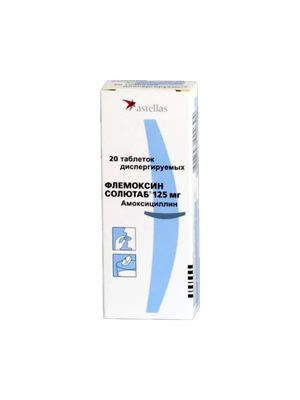 astellas
20 таблеток
диспергируемых
ФЛЕМОКСИН
СОЛЮТАБ® 125 мг
Амоксициллин